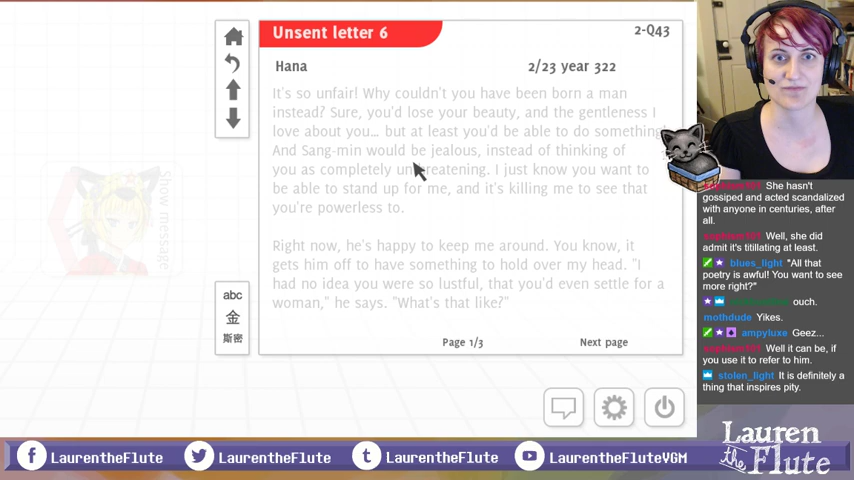 Unsent letter 6
2-Q43
Hana
2/23 year 322
It's so unfair! Why couldn't you have been born a man
instead? Sure, you'd lose your beauty, and the gentleness I
love about you... but at least you'd be able to do something
And Sang-min would be jealous, instead of thinking of
you as completely unthreatening. I just know you want to
be able to stand up for me, and it's killing me to see that
you're powerless to.
Right now, he's happy to keep me around. You know, it
gets him off to have something to hold over my head. "I
had no idea you were so lustful, that you'd even settle for a
woman," he says. "What's that like?"
Page 1/3
Next page
Show message
abc
金
斯密
She hasn't
gossiped and acted scandalized
with anyone in centuries, after
all.
Well, she did
admit it's titillating at least.
blues_light "All that
poetry is awful! You want to see
more right?"
ouch.
mothdude Yikes.
ampyluxe Geez...
Well it can be, if
you use it to refer to him.
stolen_light It is definitely a
thing that inspires pity.
Lauren
the Flute
LaurentheFlute
LaurentheFlute
LaurentheFlute
LaurentheFluteVGM